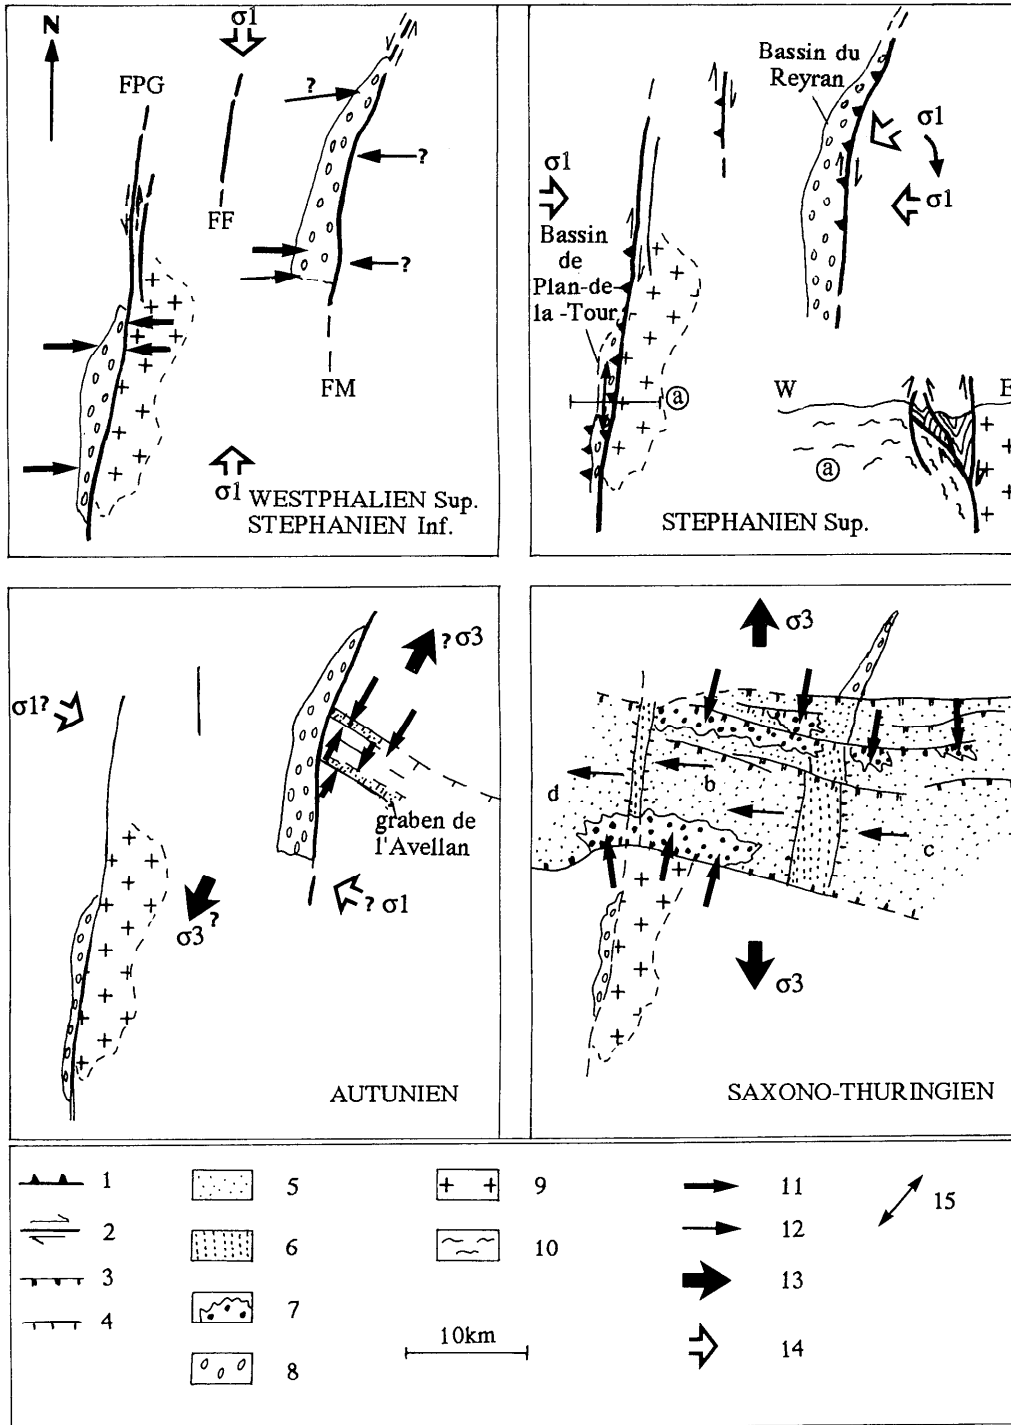 N
σ1
FPG
?
?
FF
?
FM
σ1
WESTPHALIEN Sup.
STEPHANIEN Inf.
Bassin du
Reyran
σ1
σ1
σ1
Bassin
de
Plan-de-
la-Tour
a
W
E
a
STEPHANIEN Sup.
? σ3
σ1?
graben de
l'Avellan
? σ1
σ3 ?
AUTUNIEN
σ3
d
b
c
σ3
SAXONO-THURINGIEN
1
2
3
4
5
6
7
8
9
10
10km
11
12
13
14
15